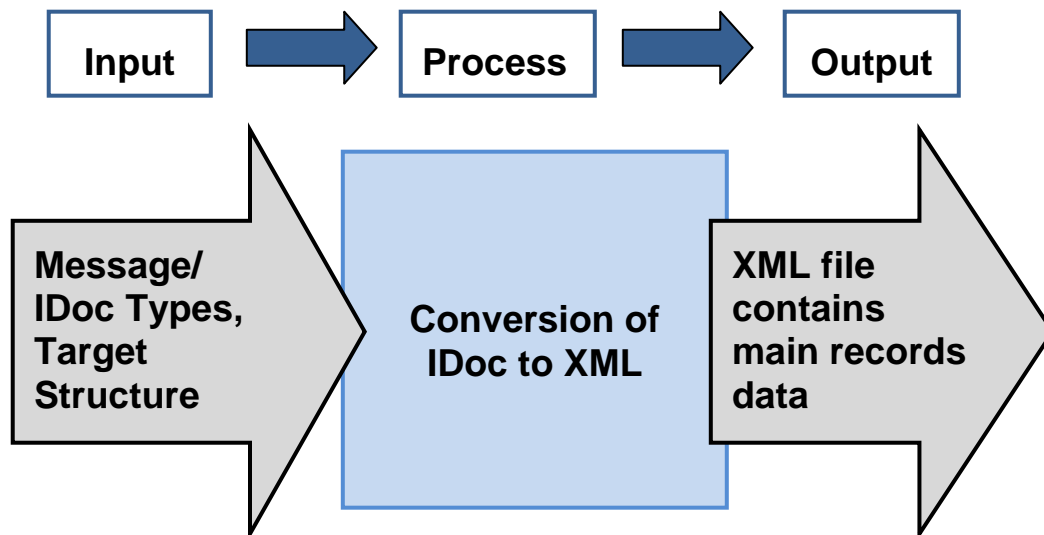 Input
Process
Output
Message/
IDoc Types,
Target
Structure
Conversion of
IDoc to XML
XML file
contains
main records
data